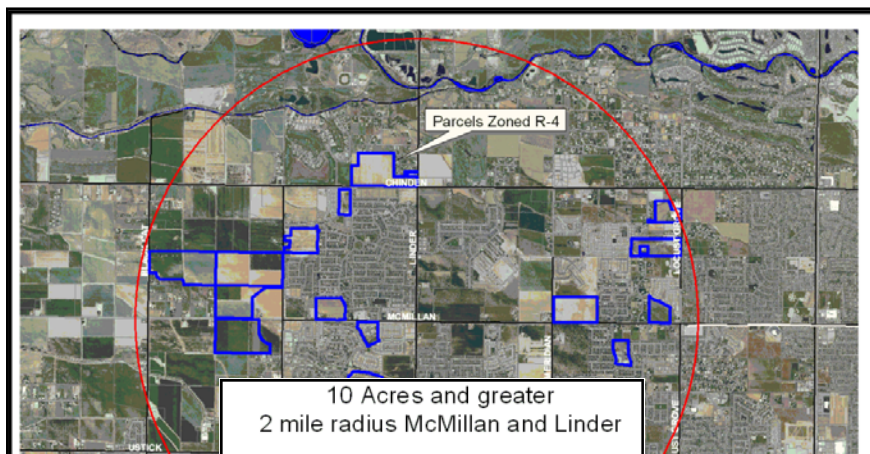 Parcels Zoned R-4
CHINDEN
LINDER
MCMILLAN
10 Acres and greater
2 mile radius McMillan and Linder
USTICK